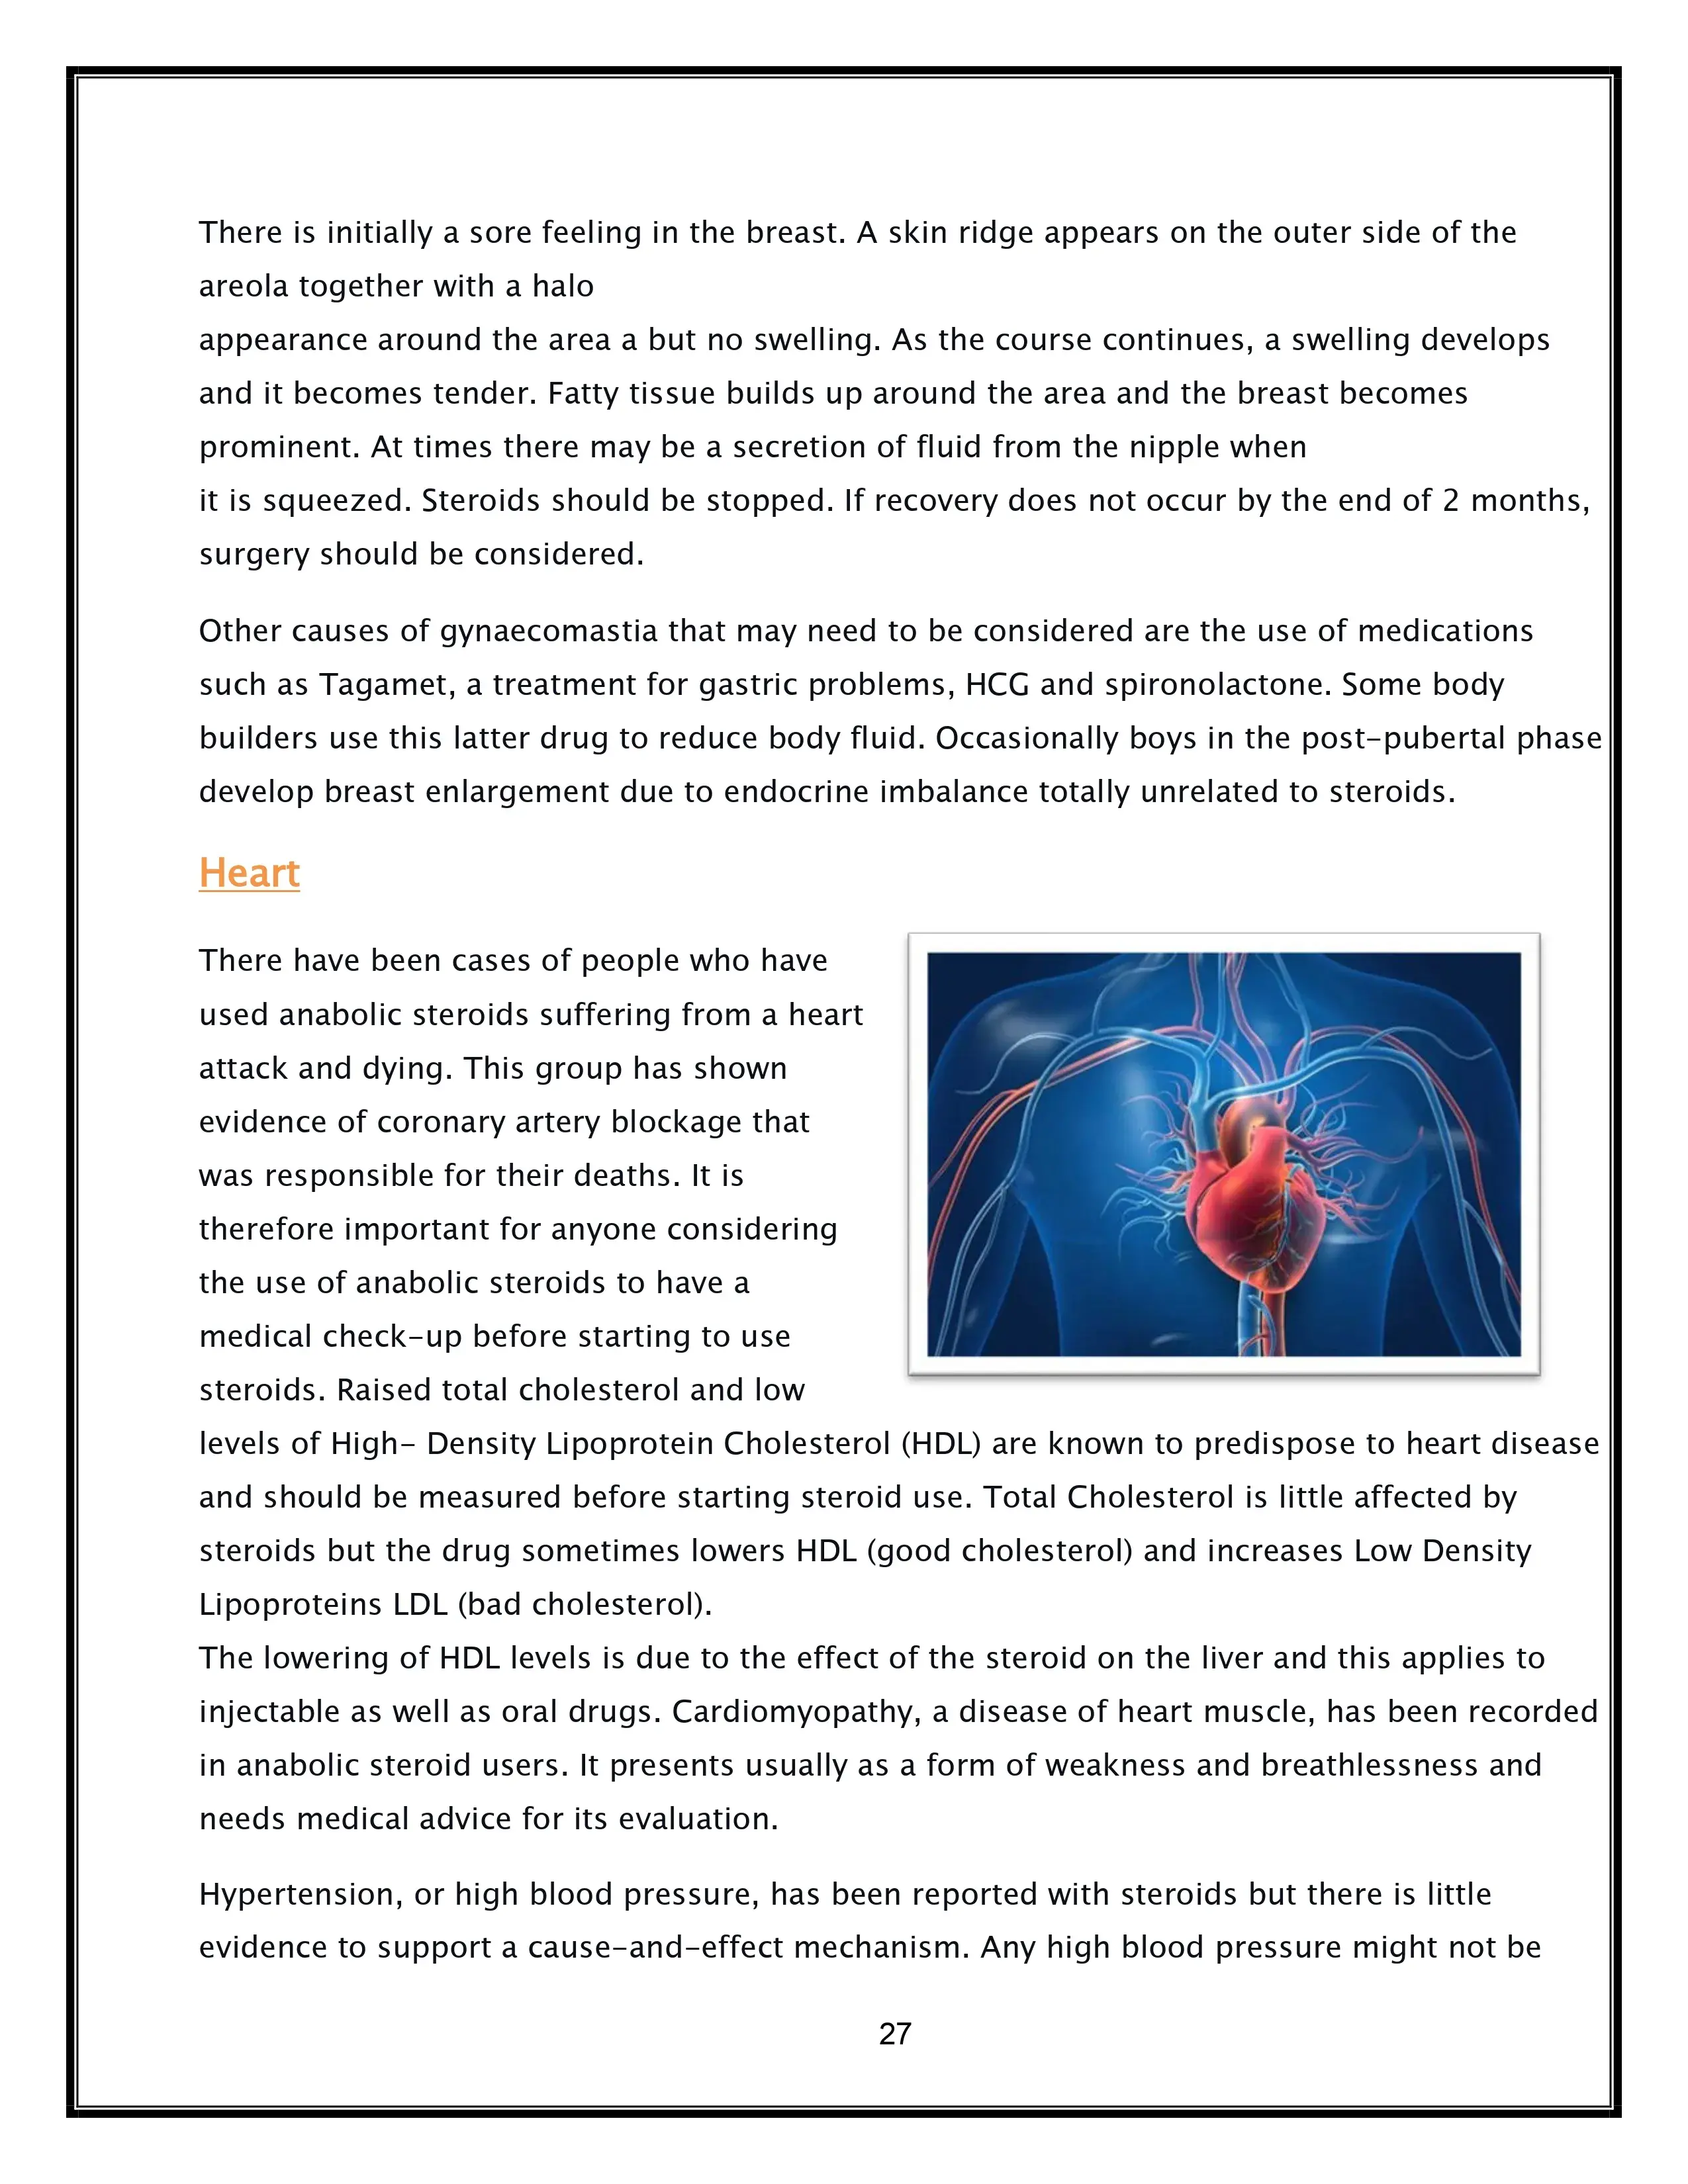 There is initially a sore feeling in the breast. A skin ridge appears on the outer side of the
areola together with a halo
appearance around the area a but no swelling. As the course continues, a swelling develops
and it becomes tender. Fatty tissue builds up around the area and the breast becomes
prominent. At times there may be a secretion of fluid from the nipple when
it is squeezed. Steroids should be stopped. If recovery does not occur by the end of 2 months,
surgery should be considered.
Other causes of gynaecomastia that may need to be considered are the use of medications
such as Tagamet, a treatment for gastric problems, HCG and spironolactone. Some body
builders use this latter drug to reduce body fluid. Occasionally boys in the post-pubertal phase
develop breast enlargement due to endocrine imbalance totally unrelated to steroids.
Heart
There have been cases of people who have
used anabolic steroids suffering from a heart
attack and dying. This group has shown
evidence of coronary artery blockage that
was responsible for their deaths. It is
therefore important for anyone considering
the use of anabolic steroids to have a
medical check-up before starting to use
steroids. Raised total cholesterol and low
levels of High- Density Lipoprotein Cholesterol (HDL) are known to predispose to heart disease
and should be measured before starting steroid use. Total Cholesterol is little affected by
steroids but the drug sometimes lowers HDL (good cholesterol) and increases Low Density
Lipoproteins LDL (bad cholesterol).
The lowering of HDL levels is due to the effect of the steroid on the liver and this applies to
injectable as well as oral drugs. Cardiomyopathy, a disease of heart muscle, has been recorded
in anabolic steroid users. It presents usually as a form of weakness and breathlessness and
needs medical advice for its evaluation.
Hypertension, or high blood pressure, has been reported with steroids but there is little
evidence to support a cause-and-effect mechanism. Any high blood pressure might not be
27